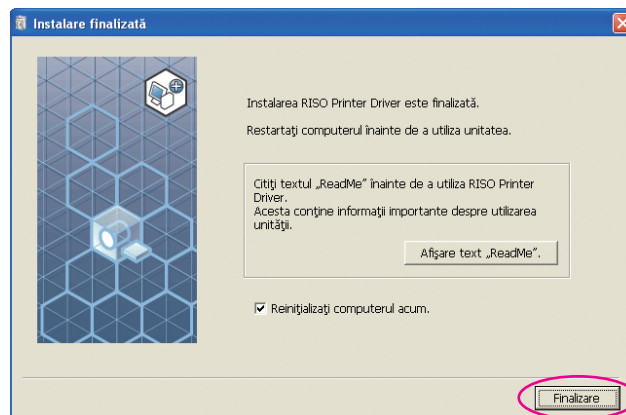 Instalare finalizată
Instalarea RISO Printer Driver este finalizată.
Restartaţi computerul înainte de a utiliza unitatea.
Citiţi textul „ReadMe” înainte de a utiliza RISO Printer
Driver.
Acesta conţine informaţii importante despre utilizarea
unităţii.
Afişare text „ReadMe”.
Reiniţializaţi computerul acum.
Finalizare